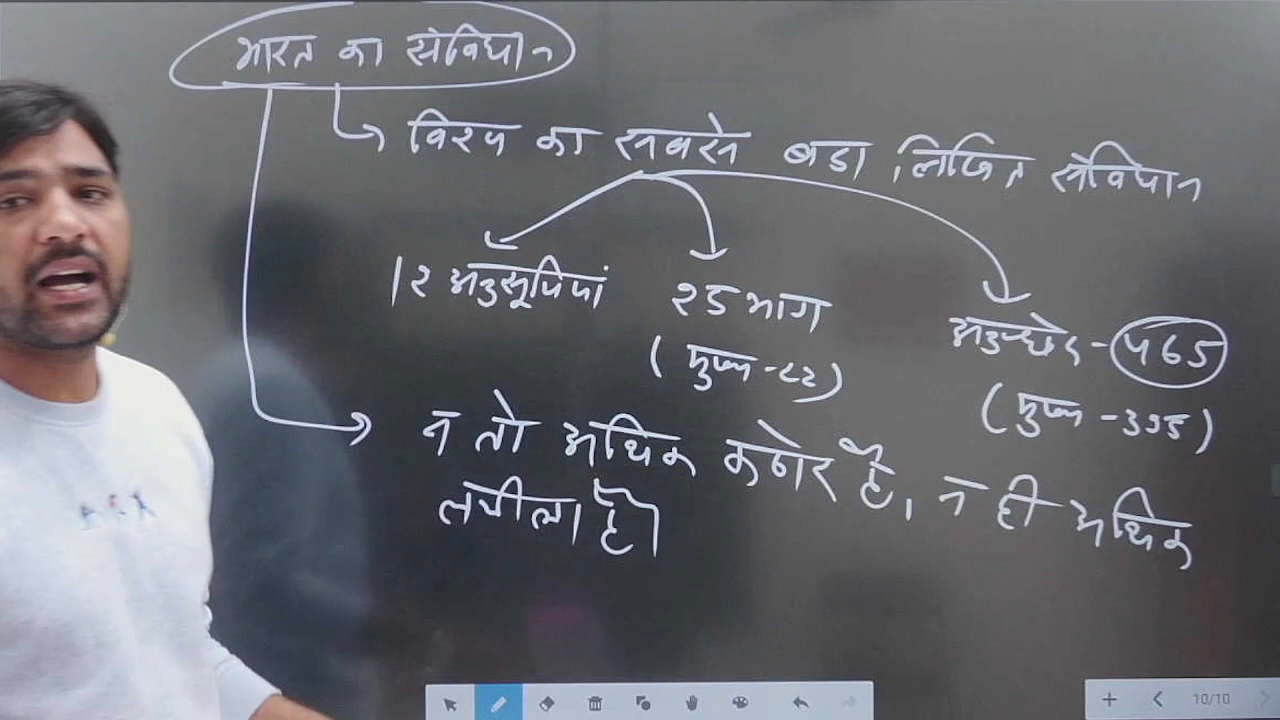 भारत का संविधान
विश्व का सबसे बडा लिखित संविधान
12 अनुसूचियां
25 भाग
(मुख्य -22)
अनुच्छेद - 465
(मुख्य -395)
न तो अधिक कठोर है, न ही अधिक
लचीला है।
10/10